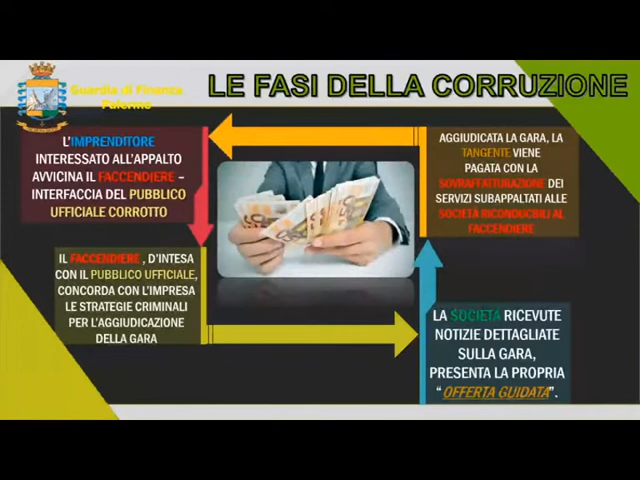 Guardia di Finanza
Palermo
LE FASI DELLA CORRUZIONE
L'IMPRENDITORE
INTERESSATO ALL'APPALTO
AVVICINA IL FACCENDIERE –
INTERFACCIA DEL PUBBLICO
UFFICIALE CORROTTO
IL FACCENDIERE , D'INTESA
CON IL PUBBLICO UFFICIALE,
CONCORDA CON L'IMPRESA
LE STRATEGIE CRIMINALI
PER L'AGGIUDICAZIONE
DELLA GARA
LA SOCIETÀ RICEVUTE
NOTIZIE DETTAGLIATE
SULLA GARA,
PRESENTA LA PROPRIA
“OFFERTA GUIDATA”.
AGGIUDICATA LA GARA, LA
TANGENTE VIENE
PAGATA CON LA
SOVRAFFATTURAZIONE DEI
SERVIZI SUBAPPALTATI ALLE
SOCIETÀ RICONDUCIBILI AL
FACCENDIERE